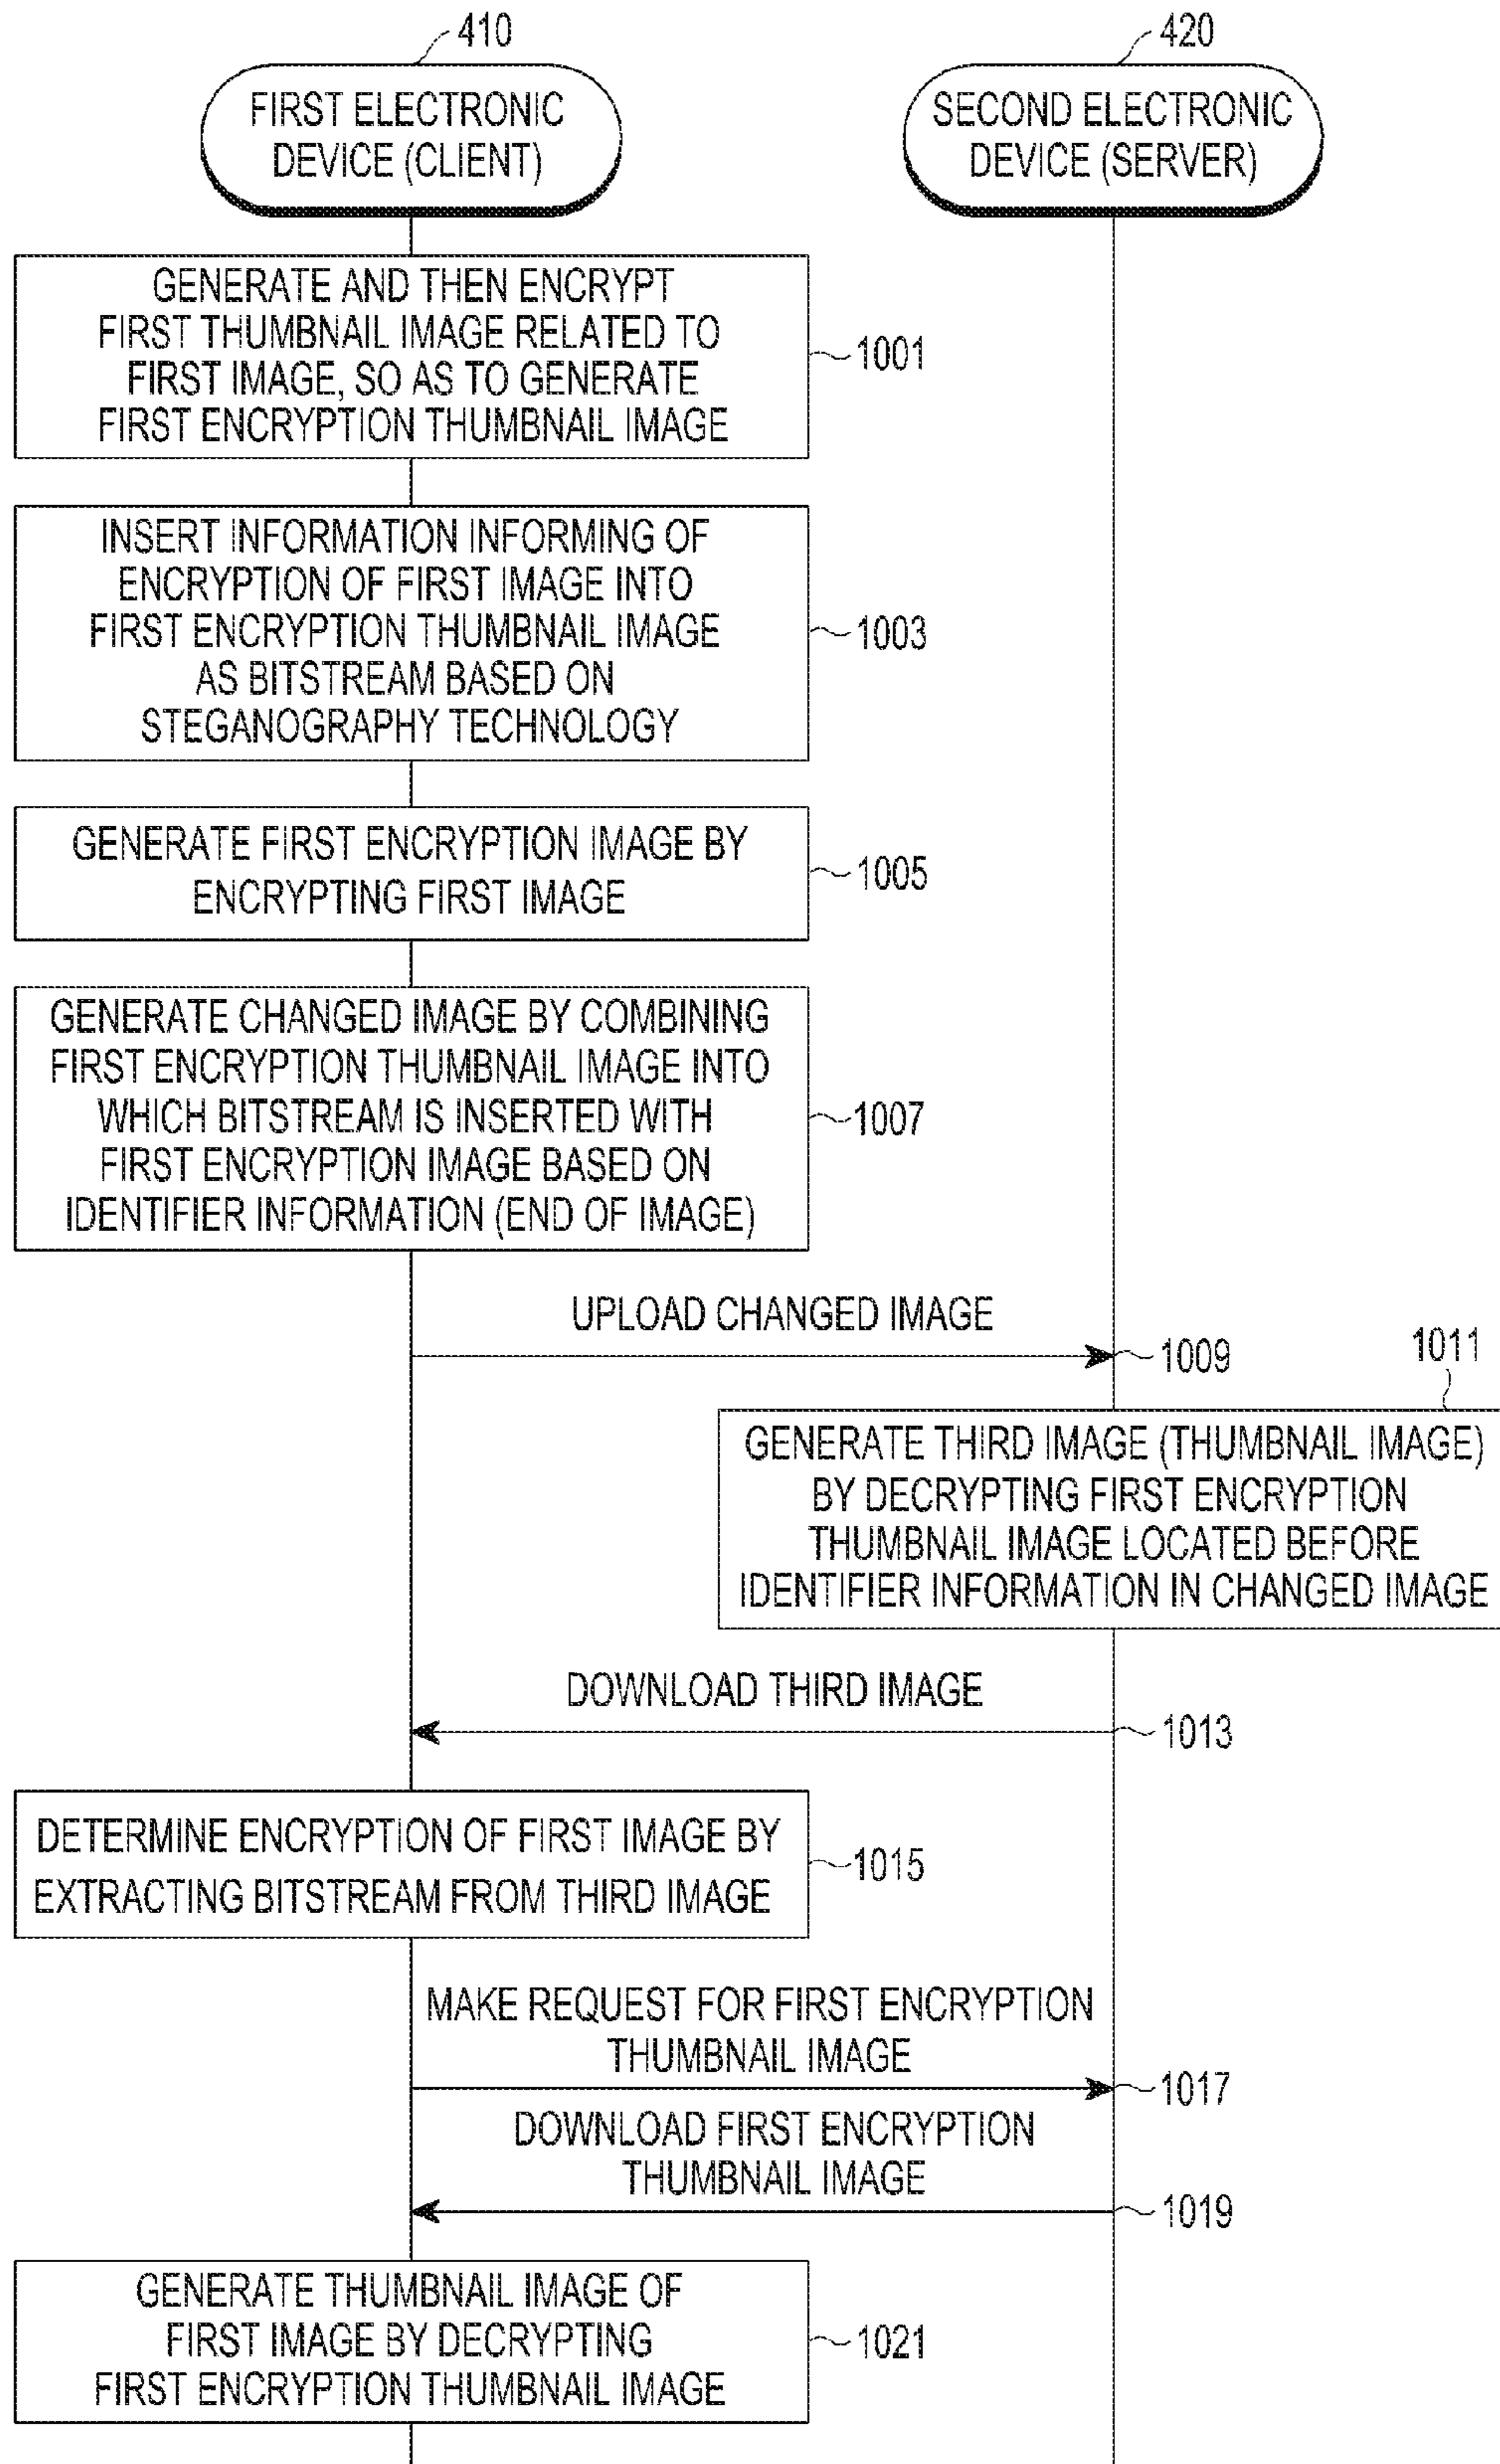 410
420
FIRST ELECTRONIC
DEVICE (CLIENT)
SECOND ELECTRONIC
DEVICE (SERVER)
GENERATE AND THEN ENCRYPT
FIRST THUMBNAIL IMAGE RELATED TO
FIRST IMAGE, SO AS TO GENERATE
FIRST ENCRYPTION THUMBNAIL IMAGE
1001
INSERT INFORMATION INFORMING OF
ENCRYPTION OF FIRST IMAGE INTO
FIRST ENCRYPTION THUMBNAIL IMAGE
AS BITSTREAM BASED ON
STEGANOGRAPHY TECHNOLOGY
1003
GENERATE FIRST ENCRYPTION IMAGE BY
ENCRYPTING FIRST IMAGE
1005
GENERATE CHANGED IMAGE BY COMBINING
FIRST ENCRYPTION THUMBNAIL IMAGE INTO
WHICH BITSTREAM IS INSERTED WITH
FIRST ENCRYPTION IMAGE BASED ON
IDENTIFIER INFORMATION (END OF IMAGE)
1007
UPLOAD CHANGED IMAGE
1009
1011
GENERATE THIRD IMAGE (THUMBNAIL IMAGE)
BY DECRYPTING FIRST ENCRYPTION
THUMBNAIL IMAGE LOCATED BEFORE
IDENTIFIER INFORMATION IN CHANGED IMAGE
DOWNLOAD THIRD IMAGE
1013
DETERMINE ENCRYPTION OF FIRST IMAGE BY
EXTRACTING BITSTREAM FROM THIRD IMAGE
1015
MAKE REQUEST FOR FIRST ENCRYPTION
THUMBNAIL IMAGE
1017
DOWNLOAD FIRST ENCRYPTION
THUMBNAIL IMAGE
1019
GENERATE THUMBNAIL IMAGE OF
FIRST IMAGE BY DECRYPTING
FIRST ENCRYPTION THUMBNAIL IMAGE
1021